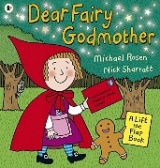 Dear Fairy
Godmother
Michael Rosen
Nick Sharratt
A Lift
the Flap
Book